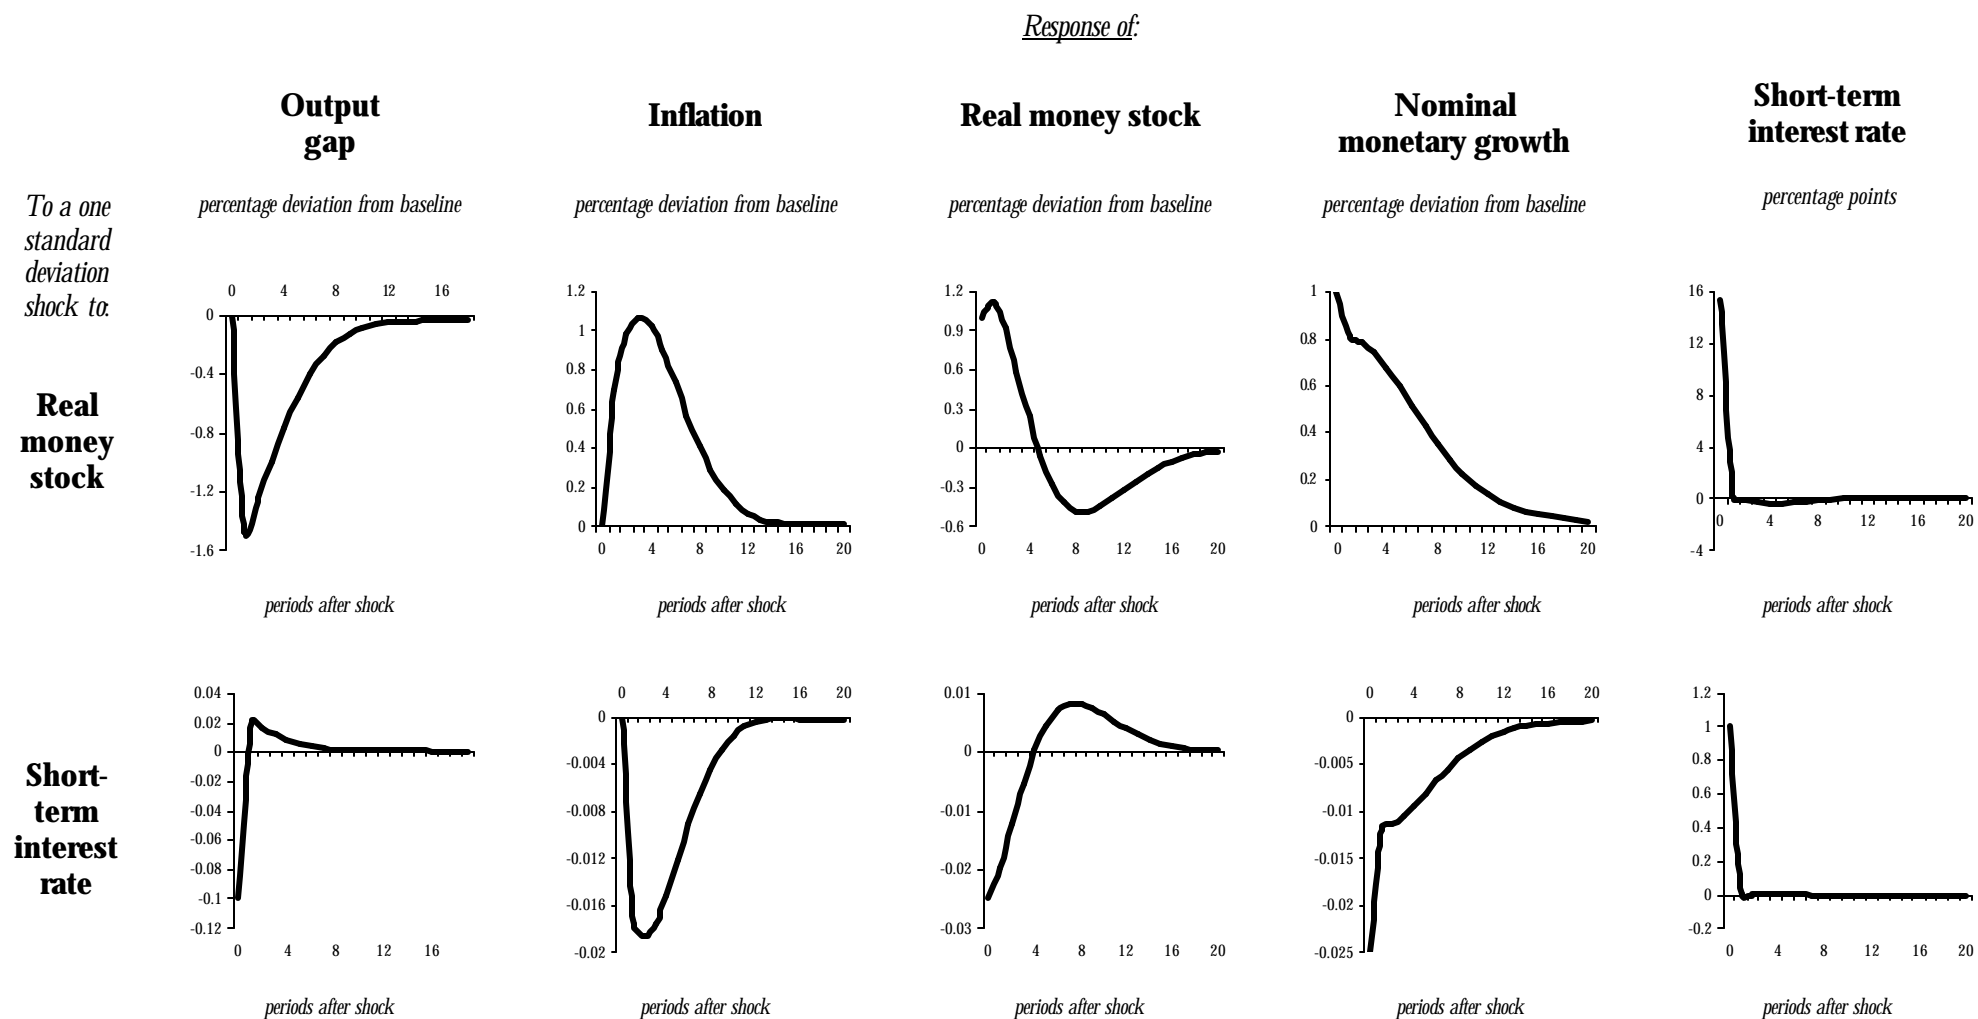 Response of:
Output
gap
Inflation
Real money stock
Nominal
monetary growth
Short-term
interest rate
To a one
standard
deviation
shock to:
percentage deviation from baseline
percentage deviation from baseline
percentage deviation from baseline
percentage deviation from baseline
percentage points
Real
money
stock
0 4 8 12 16
0
-0.4
-0.8
-1.2
-1.6
1.2
1
0.8
0.6
0.4
0.2
0
0 4 8 12 16 20
1.2
0.9
0.6
0.3
0
-0.3
-0.6
0 4 8 12 16 20
1
0.8
0.6
0.4
0.2
0
0 4 8 12 16 20
16
12
8
4
0
-4
0 4 8 12 16 20
periods after shock
periods after shock
periods after shock
periods after shock
periods after shock
Short-
term
interest
rate
0.04
0.02
0
-0.02
-0.04
-0.06
-0.08
-0.1
-0.12
0 4 8 12 16
0 4 8 12 16 20
0
-0.004
-0.008
-0.012
-0.016
-0.02
0.01
0
-0.01
-0.02
-0.03
0 4 8 12 16 20
0 4 8 12 16 20
0
-0.005
-0.01
-0.015
-0.02
-0.025
1.2
1
0.8
0.6
0.4
0.2
0
-0.2
0 4 8 12 16 20
periods after shock
periods after shock
periods after shock
periods after shock
periods after shock